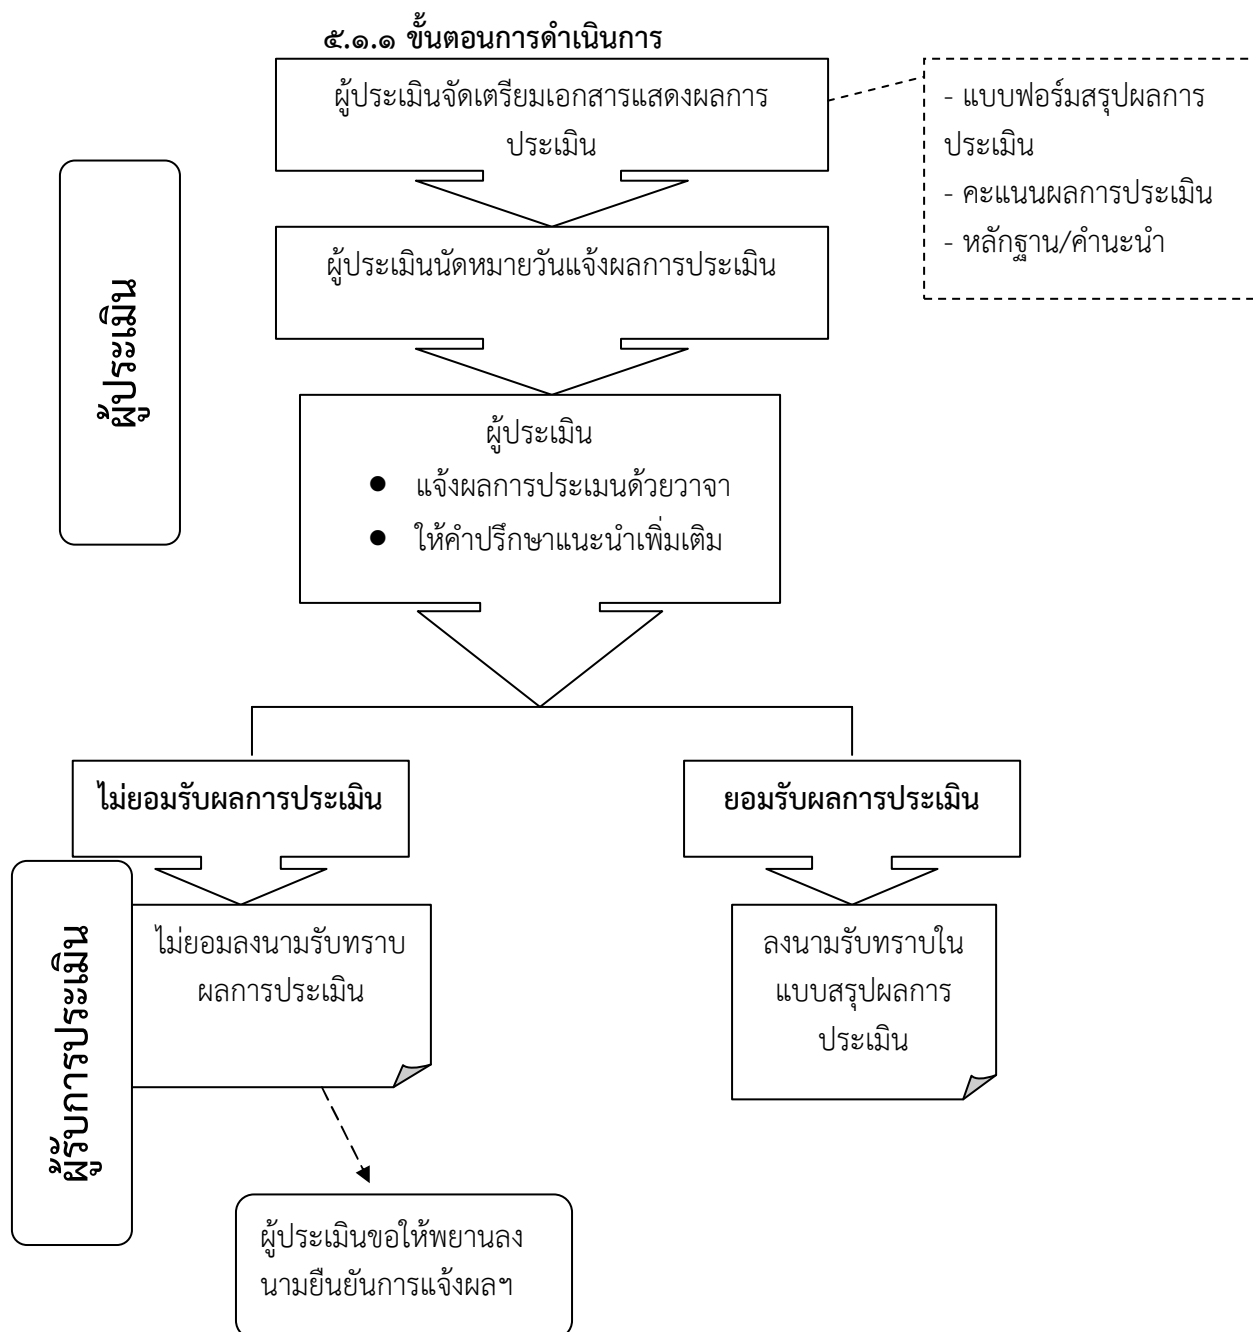 ๕.๑.๑ ขั้นตอนการดำเนินการ
ผู้ประเมินจัดเตรียมเอกสารแสดงผลการ
ประเมิน
- แบบฟอร์มสรุปผลการ
ประเมิน
- คะแนนผลการประเมิน
- หลักฐาน/คำนะนำ
ผู้ประเมินนัดหมายวันแจ้งผลการประเมิน
ผู้ประเมิน
ผู้ประเมิน
● แจ้งผลการประเมนด้วยวาจา
● ให้คำปรึกษาแนะนำเพิ่มเติม
ไม่ยอมรับผลการประเมิน
ยอมรับผลการประเมิน
ผู้รับการประเมิน
ไม่ยอมลงนามรับทราบ
ผลการประเมิน
ลงนามรับทราบใน
แบบสรุปผลการ
ประเมิน
ผู้ประเมินขอให้พยานลง
นามยืนยันการแจ้งผลฯ